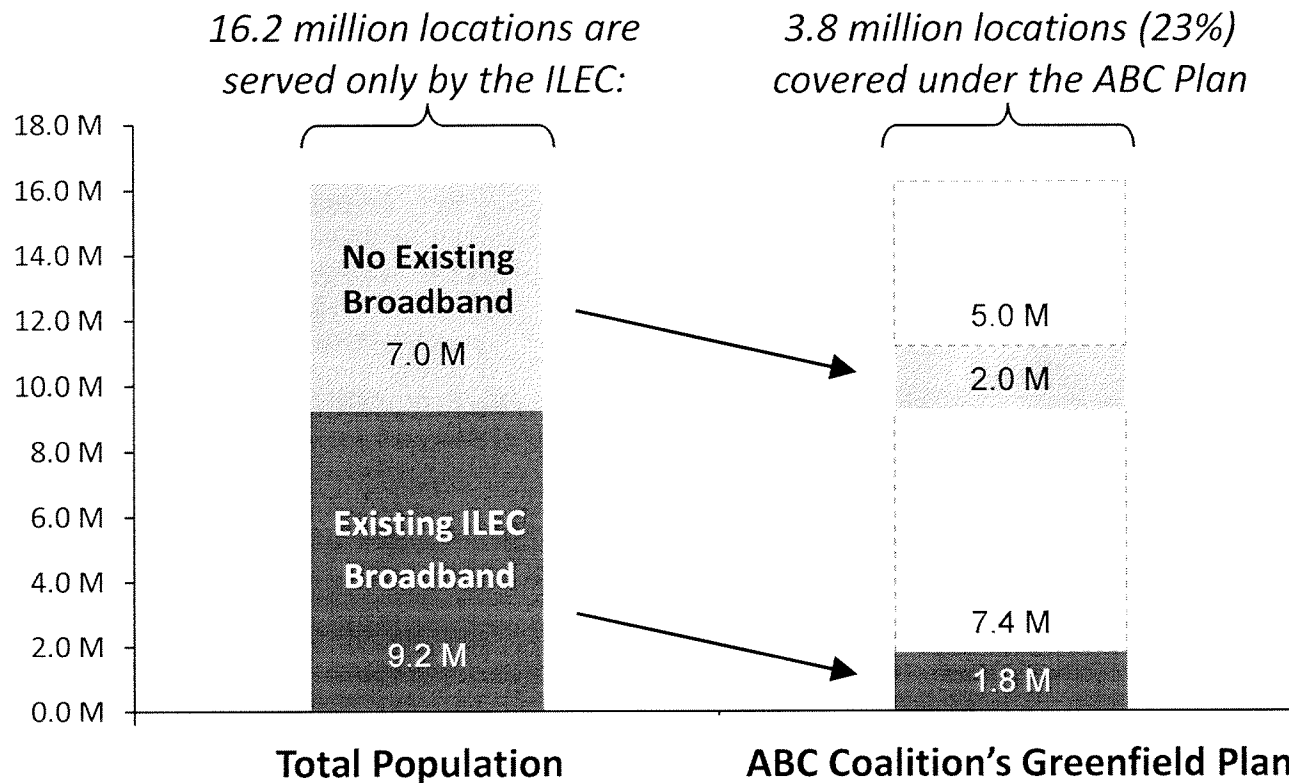 16.2 million locations are
served only by the ILEC:
3.8 million locations (23%)
covered under the ABC Plan
18.0 M
16.0 M
14.0 M
12.0 M
10.0 M
8.0 M
6.0 M
4.0 M
2.0 M
0.0 M
No Existing
Broadband
7.0 M
Existing ILEC
Broadband
9.2 M
5.0 M
2.0 M
7.4 M
1.8 M
Total Population
ABC Coalition's Greenfield Plan